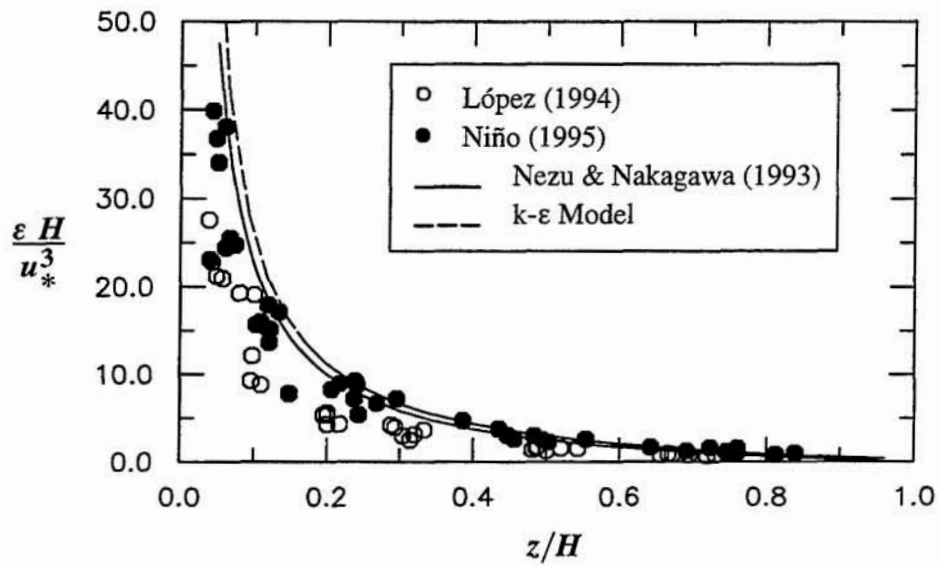 50.0
40.0
30.0
20.0
10.0
0.0
ε H
u*³
López (1994)
Niño (1995)
Nezu & Nakagawa (1993)
k-ε Model
0.0 0.2 0.4 0.6 0.8 1.0
z/H